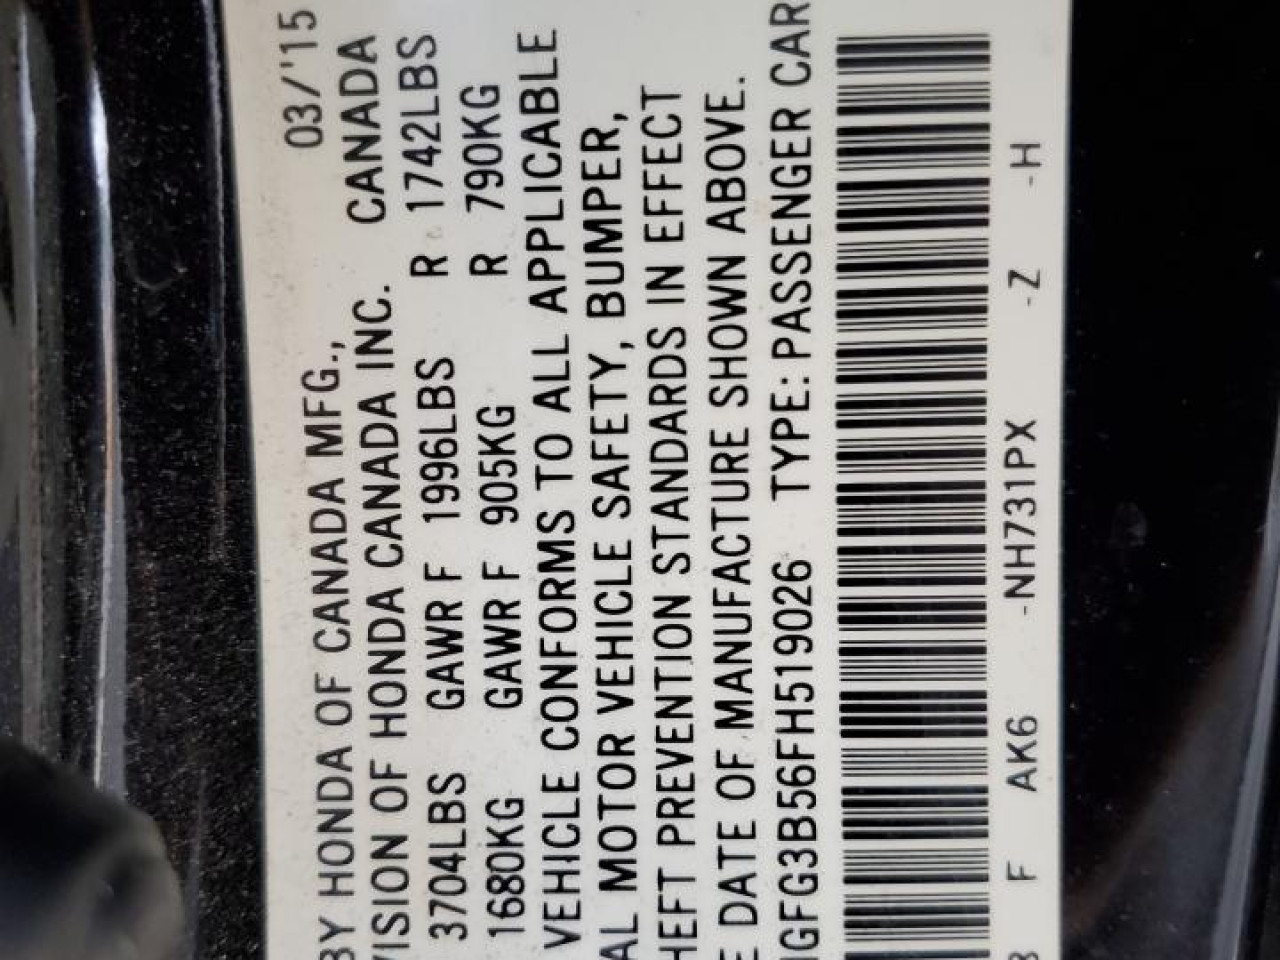 BY HONDA OF CANADA MFG., 03/'15
VISION OF HONDA CANADA INC. CANADA
3704LBS GAWR F 1996LBS R 1742LBS
1680KG GAWR F 905KG R 790KG
VEHICLE CONFORMS TO ALL APPLICABLE
AL MOTOR VEHICLE SAFETY, BUMPER,
HEFT PREVENTION STANDARDS IN EFFECT
E DATE OF MANUFACTURE SHOWN ABOVE.
HGFG3B56FH519026 TYPE: PASSENGER CAR
F AK6 -NH731PX -Z -H